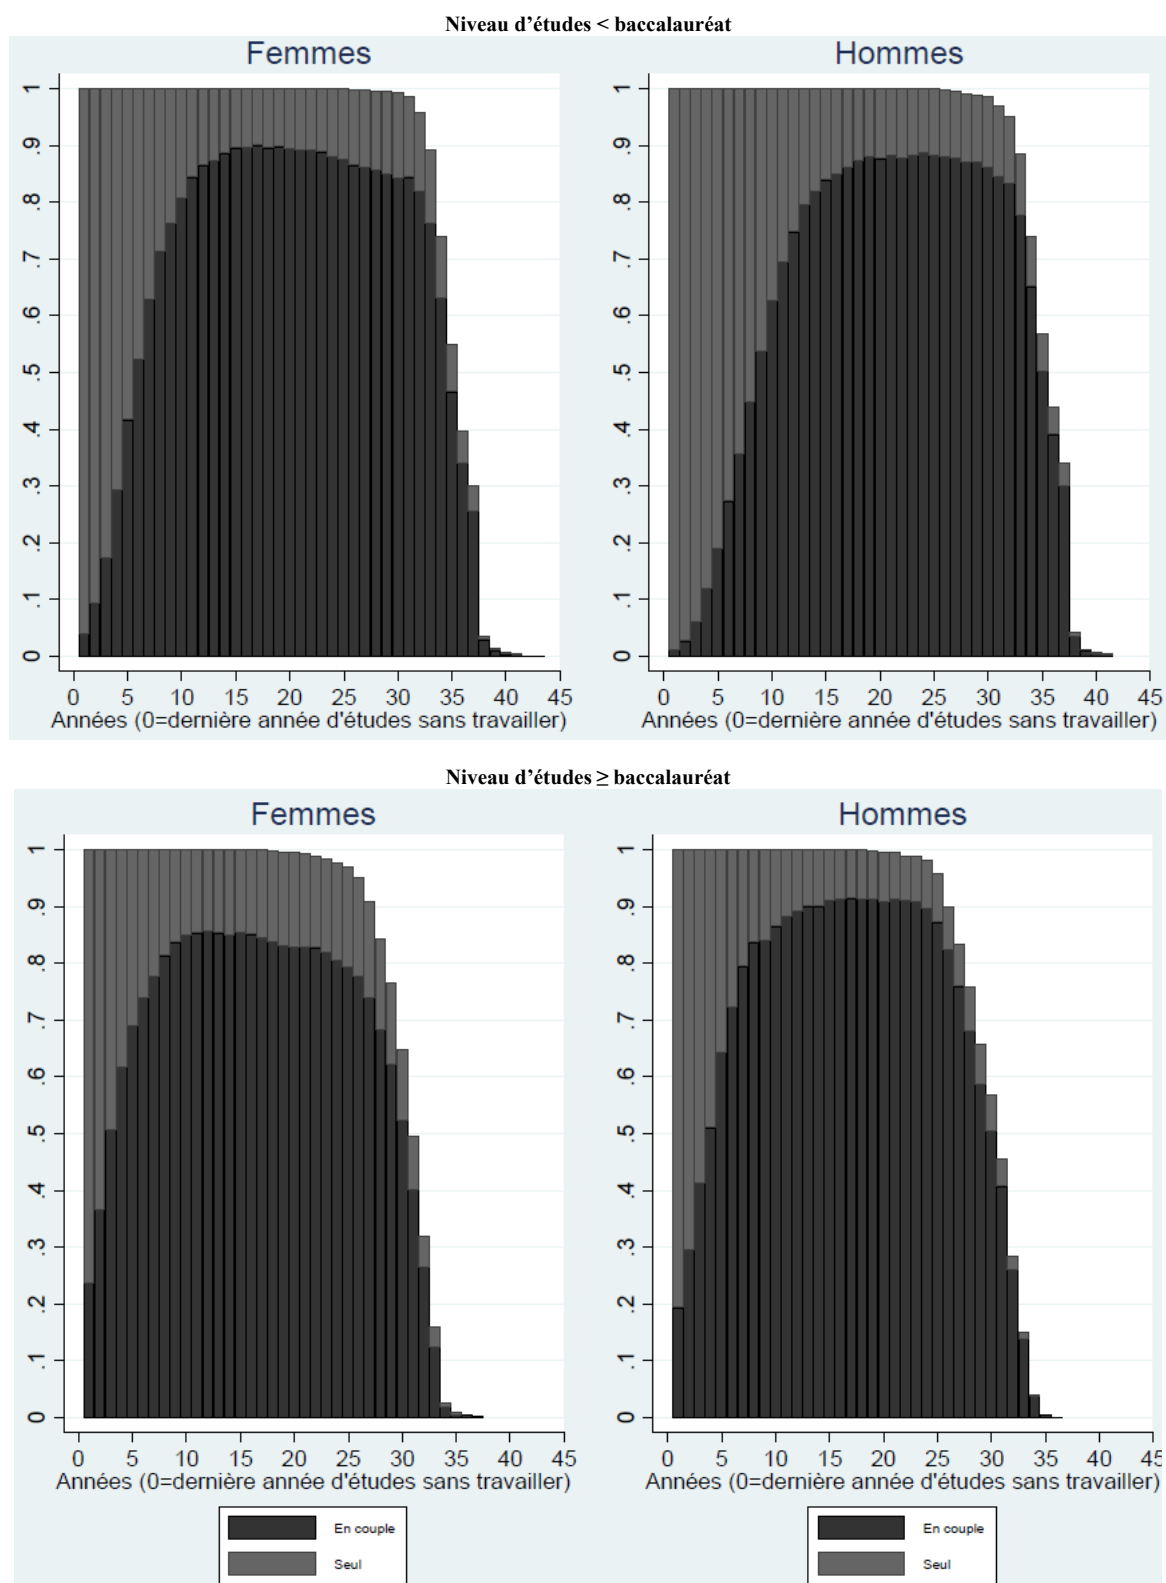 Niveau d’études < baccalauréat
Femmes Hommes
1 1
.9 .9
.8 .8
.7 .7
.6 .6
.5 .5
.4 .4
.3 .3
.2 .2
.1 .1
0 0
0 5 10 15 20 25 30 35 40 45 0 5 10 15 20 25 30 35 40 45
Années (0=dernière année d'études sans travailler) Années (0=dernière année d'études sans travailler)
Niveau d’études ≥ baccalauréat
Femmes Hommes
1 1
.9 .9
.8 .8
.7 .7
.6 .6
.5 .5
.4 .4
.3 .3
.2 .2
.1 .1
0 0
0 5 10 15 20 25 30 35 40 45 0 5 10 15 20 25 30 35 40 45
Années (0=dernière année d'études sans travailler) Années (0=dernière année d'études sans travailler)
En couple En couple
Seul Seul